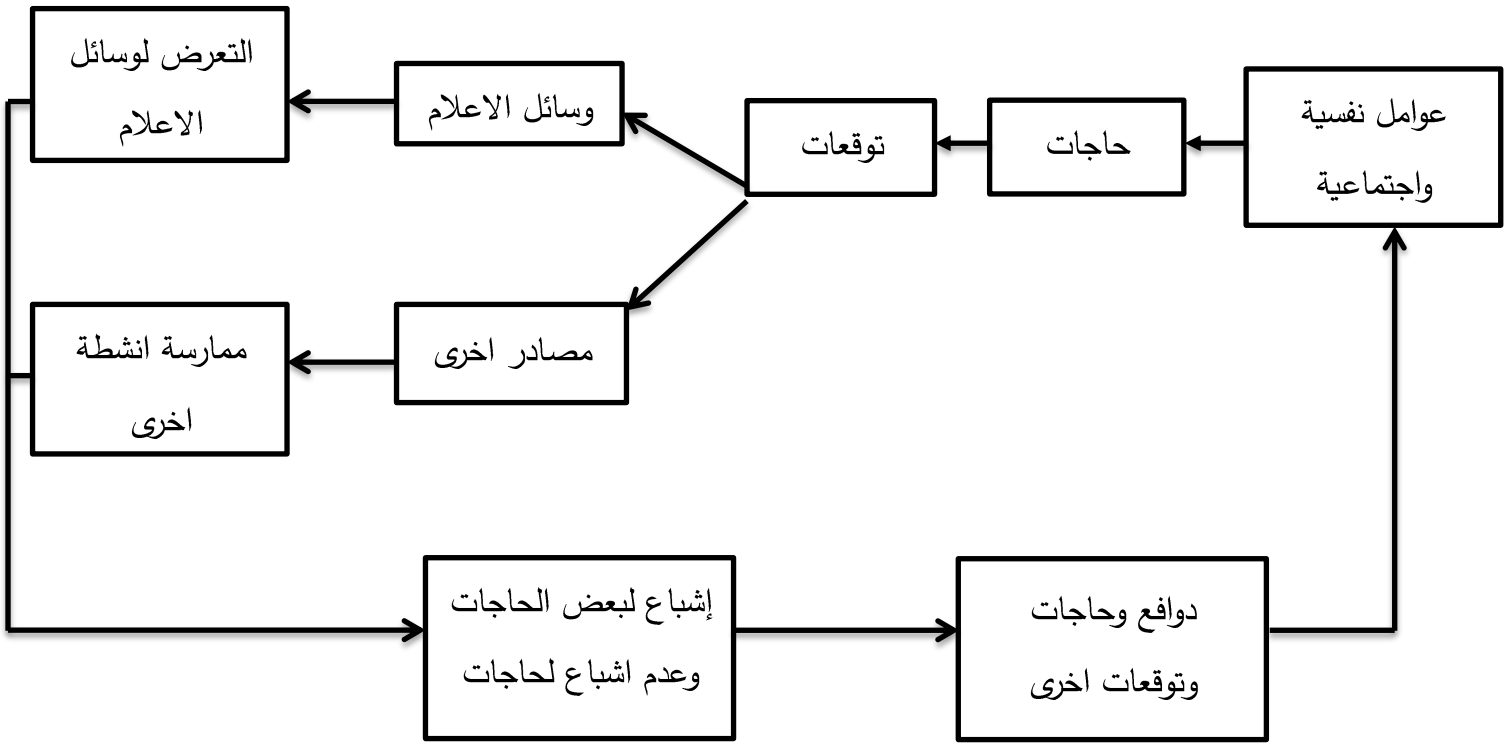 عوامل نفسية
واجتماعية
حاجات
توقعات
وسائل الاعلام
التعرض لوسائل
الاعلام
مصادر اخرى
ممارسة انشطة
اخرى
إشباع لبعض الحاجات
وعدم اشباع لحاجات
دوافع وحاجات
وتوقعات اخرى